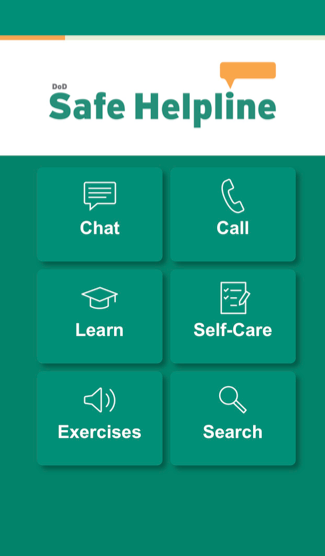 DoD
Safe Helpline
Chat
Call
Learn
Self-Care
Exercises
Search